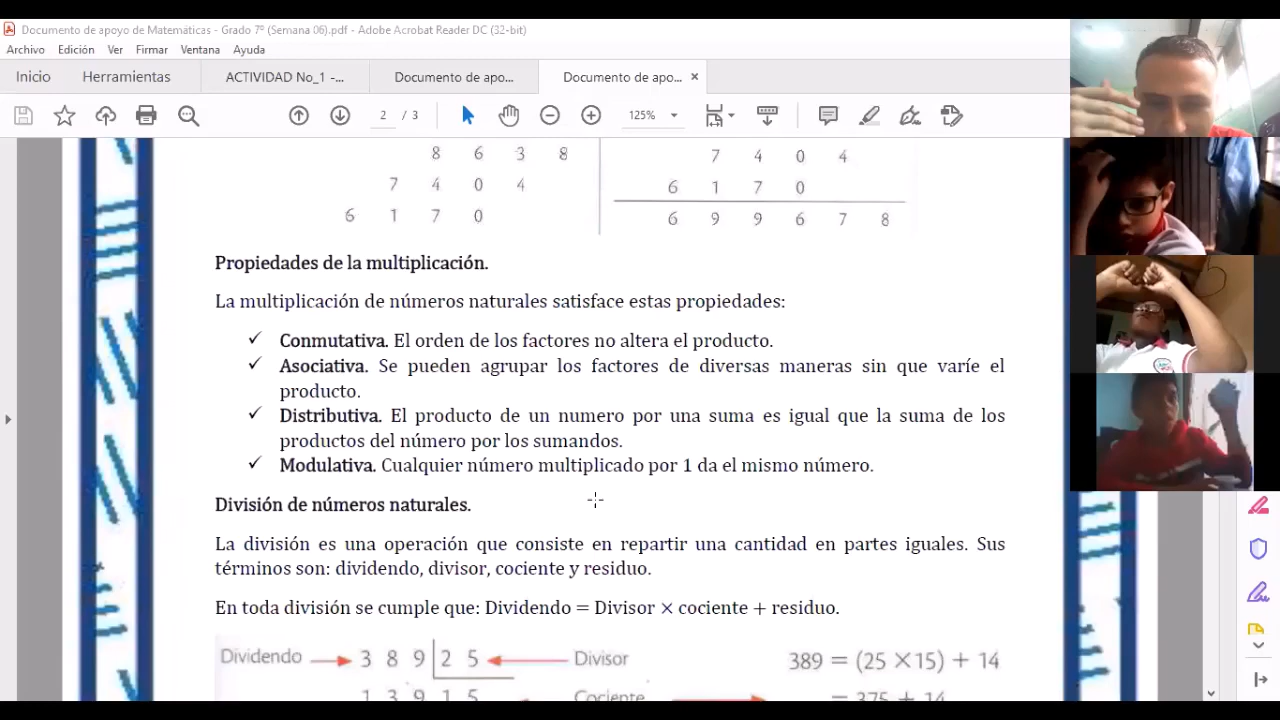 Documento de apoyo de Matemáticas - Grado 7º (Semana 06).pdf - Adobe Acrobat Reader DC (32-bit)
Archivo Edición Ver Firmar Ventana Ayuda
Inicio Herramientas ACTIVIDAD No_1 -... Documento de apo... Documento de apo... ×
2 / 3 125%
8 6 3 8
7 4 0 4
6 1 7 0
7 4 0 4
6 1 7 0
6 9 9 6 7 8
Propiedades de la multiplicación.
La multiplicación de números naturales satisface estas propiedades:
✓ Conmutativa. El orden de los factores no altera el producto.
✓ Asociativa. Se pueden agrupar los factores de diversas maneras sin que varíe el
producto.
✓ Distributiva. El producto de un numero por una suma es igual que la suma de los
productos del número por los sumandos.
✓ Modulativa. Cualquier número multiplicado por 1 da el mismo número.
División de números naturales.
La división es una operación que consiste en repartir una cantidad en partes iguales. Sus
términos son: dividendo, divisor, cociente y residuo.
En toda división se cumple que: Dividendo = Divisor × cociente + residuo.
Dividendo 3 8 9 2 5 Divisor 389 = (25 ×15) + 14
1 3 9 1 5 Cociente = 375 + 14